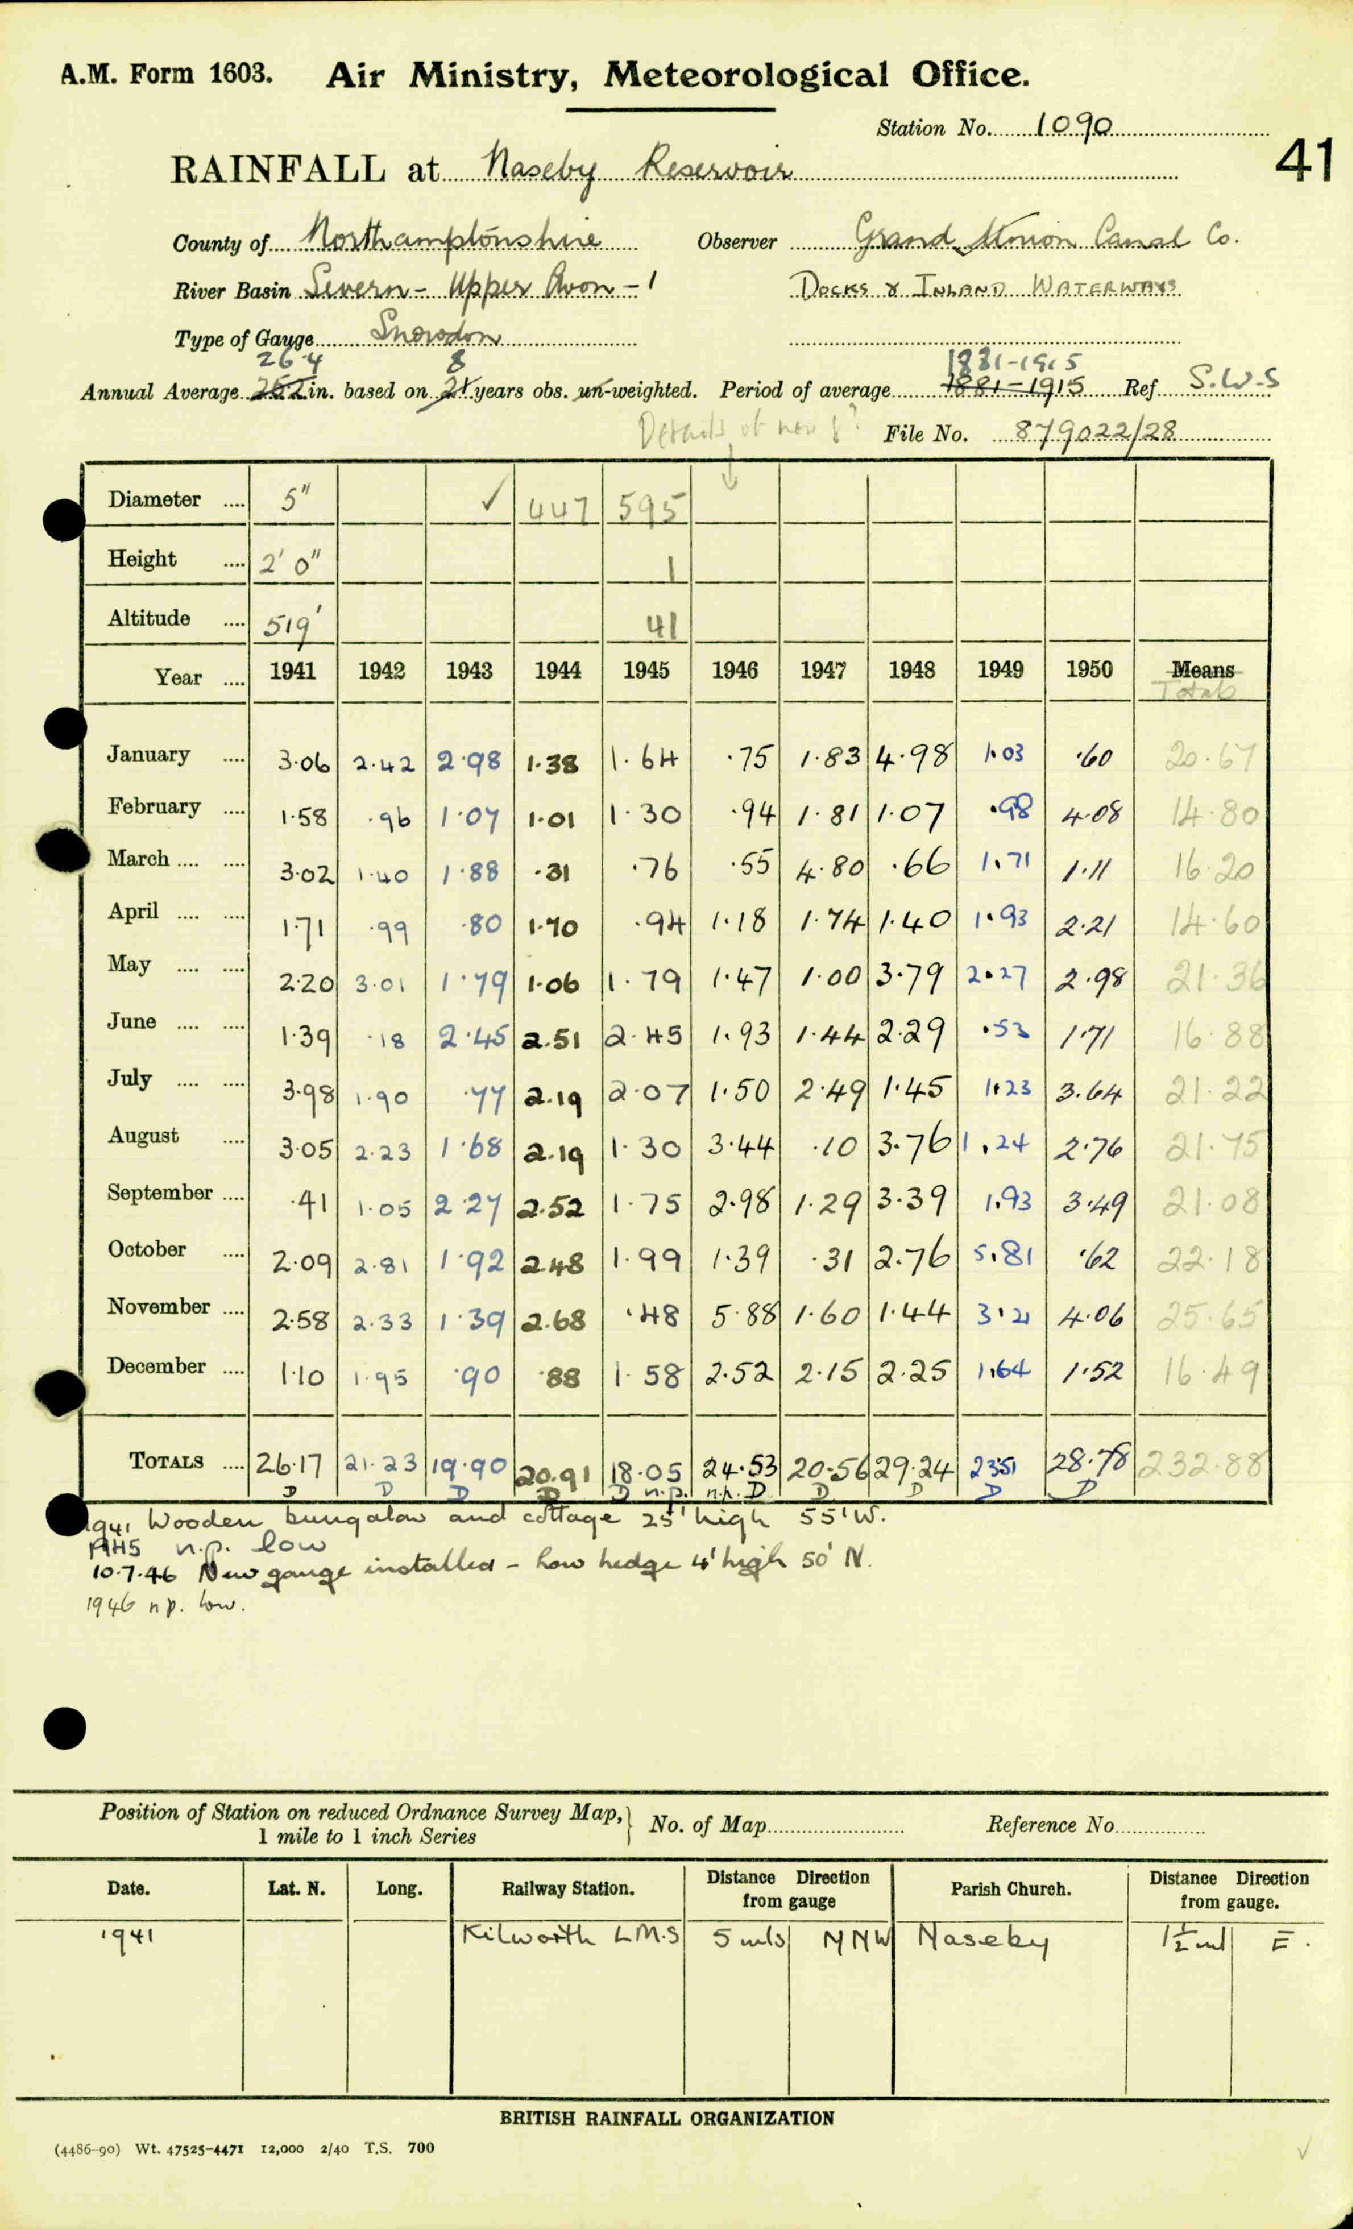 A.M. Form 1603. Air Ministry, Meteorological Office.
Station No. 1090
41
RAINFALL at Naseby Reservoir
County of Northamptonshire Observer Grand Union Canal Co.
River Basin Severn - Upper Avon - 1 DOCKS & INLAND WATERWAYS
Type of Gauge Snowdon
26.4 8 1881-1915
Annual Average in. based on 21 years obs. un-weighted. Period of average 1881-1915 Ref S.W.S
Details of new ?
File No. 879022/28
Diameter .... 5" ✓ 447 595
Height .... 2' 0" 1
Altitude .... 519' 41
Year .... 1941 1942 1943 1944 1945 1946 1947 1948 1949 1950 Means
Totals
January .... 3.06 2.42 2.98 1.38 1.64 .75 1.83 4.98 1.03 .60 20.67
February .... 1.58 .96 1.07 1.01 1.30 .94 1.81 1.07 .98 4.08 14.80
March .... .... 3.02 1.40 1.88 .31 .76 .55 4.80 .66 1.71 1.11 16.20
April .... .... 1.71 .99 .80 1.70 .94 1.18 1.74 1.40 1.93 2.21 14.60
May .... .... 2.20 3.01 1.79 1.06 1.79 1.47 1.00 3.79 2.27 2.98 21.36
June .... .... 1.39 .18 2.45 2.51 2.45 1.93 1.44 2.29 .53 1.71 16.88
July .... .... 3.98 1.90 .77 2.19 2.07 1.50 2.49 1.45 1.23 3.64 21.22
August .... 3.05 2.23 1.68 2.19 1.30 3.44 .10 3.76 1.24 2.76 21.75
September .... .41 1.05 2.27 2.52 1.75 2.98 1.29 3.39 1.93 3.49 21.08
October .... 2.09 2.81 1.92 2.48 1.99 1.39 .31 2.76 5.81 .62 22.18
November .... 2.58 2.33 1.39 2.68 .48 5.88 1.60 1.44 3.21 4.06 25.65
December .... 1.10 1.95 .90 .88 1.58 2.52 2.15 2.25 1.64 1.52 16.49
TOTALS .... 26.17 21.23 19.90 20.91 18.05 24.53 20.56 29.24 23.51 28.78 232.88
D D D D D n.p. n.p. D D D D D
1941 Wooden bungalow and cottage 25' high 55' W.
1945 n.p. low
10.7.46 New gauge installed - low hedge 4' high 50' N.
1946 n.p. low.
Position of Station on reduced Ordnance Survey Map, 1 mile to 1 inch Series } No. of Map Reference No.
Date. Lat. N. Long. Railway Station. Distance Direction from gauge Parish Church. Distance Direction from gauge.
1941 Kilworth L.M.S 5 mls NNW Naseby 1½ ml E.
BRITISH RAINFALL ORGANIZATION
(4486-90) Wt. 47525-4471 12,000 2/40 T.S. 700